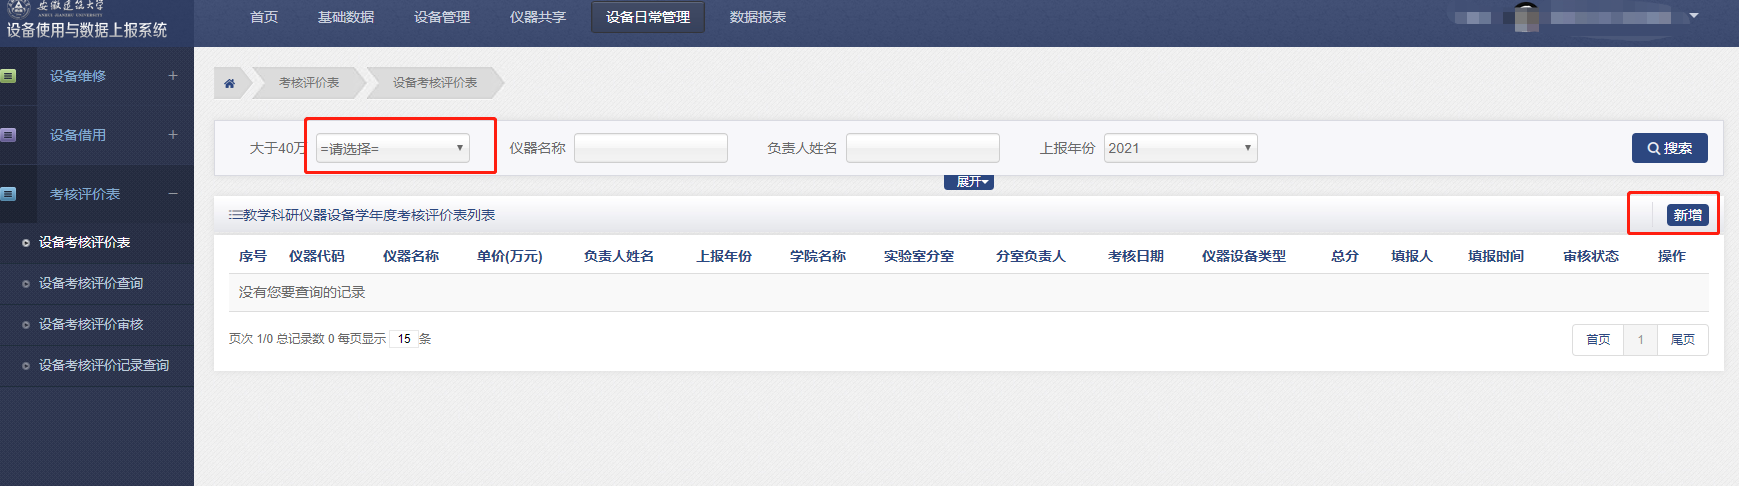 安徽建筑大学
ANHUI JIANZHU UNIVERSITY
设备使用与数据上报系统
首页 基础数据 设备管理 仪器共享 设备日常管理 数据报表
设备维修
设备借用
考核评价表
设备考核评价表
设备考核评价查询
设备考核评价审核
设备考核评价记录查询
考核评价表 设备考核评价表
大于40万 =请选择= 仪器名称 负责人姓名 上报年份 2021 搜索
展开
教学科研仪器设备学年度考核评价表列表 新增
序号 仪器代码 仪器名称 单价(万元) 负责人姓名 上报年份 学院名称 实验室分室 分室负责人 考核日期 仪器设备类型 总分 填报人 填报时间 审核状态 操作
没有您要查询的记录
页次 1/0 总记录数 0 每页显示 15 条 首页 1 尾页